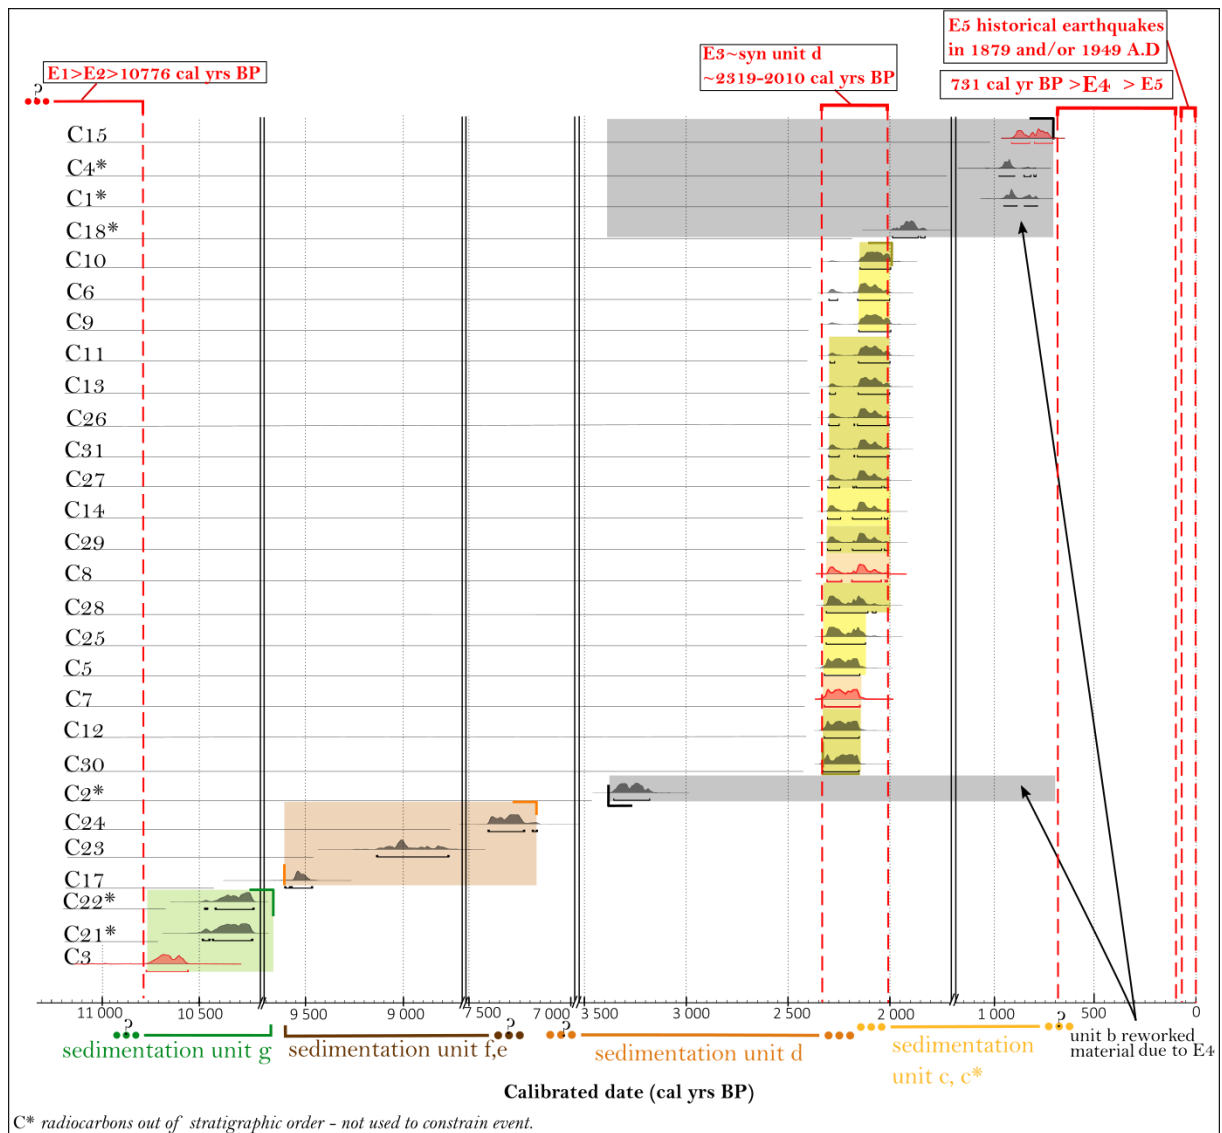 E5 historical earthquakes
in 1879 and/or 1949 A.D
E3~syn unit d
~2319-2010 cal yrs BP
E1>E2>10776 cal yrs BP
731 cal yr BP >E4 > E5
?
C15
C4*
C1*
C18*
C10
C6
C9
C11
C13
C26
C31
C27
C14
C29
C8
C28
C25
C5
C7
C12
C30
C2*
C24
C23
C17
C22*
C21*
C3
11 000 10 500 9 500 9 000 7 500 7 000 3 500 3 000 2 500 2 000 1 000 500 0
? ? ? ?
sedimentation unit g
sedimentation unit f,e
sedimentation unit d
sedimentation
unit c, c*
unit b reworked
material due to E4
Calibrated date (cal yrs BP)
C* radiocarbons out of stratigraphic order - not used to constrain event.